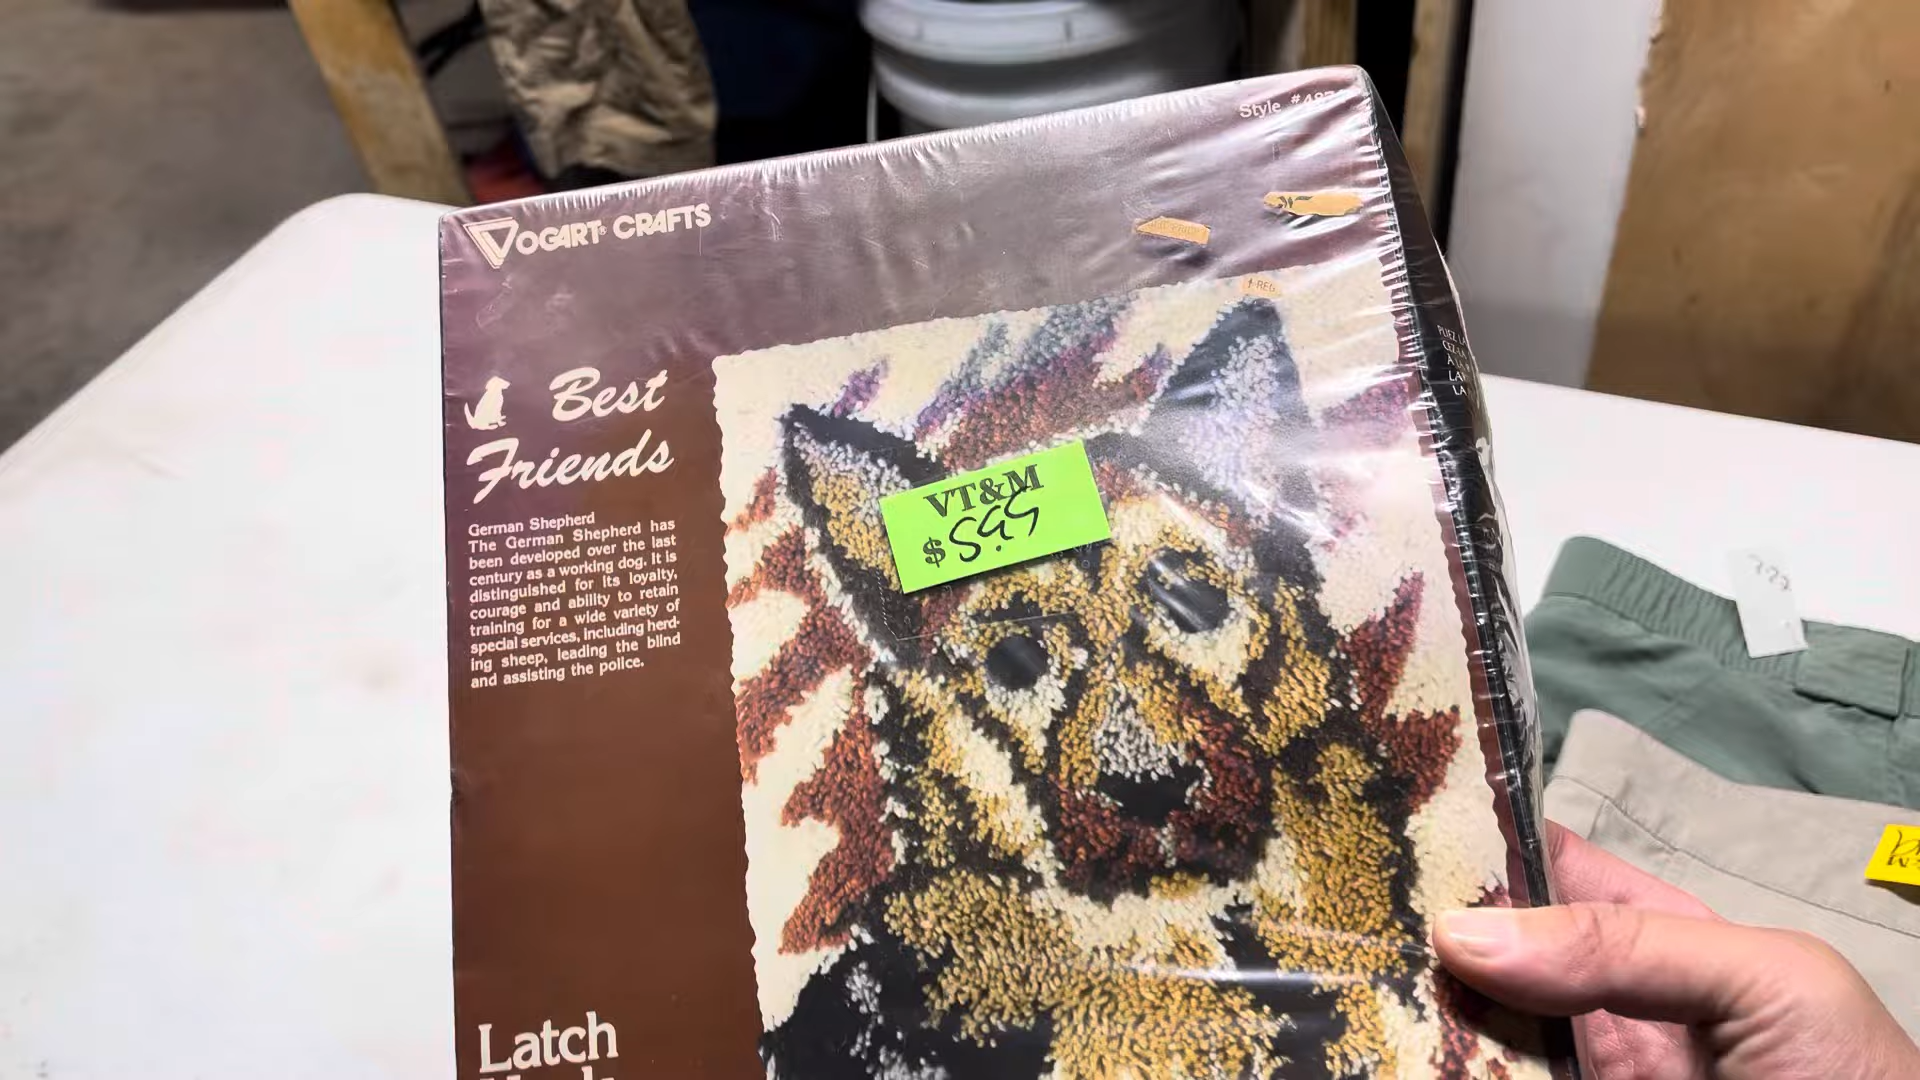 Style #487
VOGART® CRAFTS
Best
Friends
German Shepherd
The German Shepherd has
been developed over the last
century as a working dog. It is
distinguished for its loyalty,
courage and ability to retain
training for a wide variety of
special services, including herd-
ing sheep, leading the blind
and assisting the police.
VT&M
$ 5.95
REG
Latch